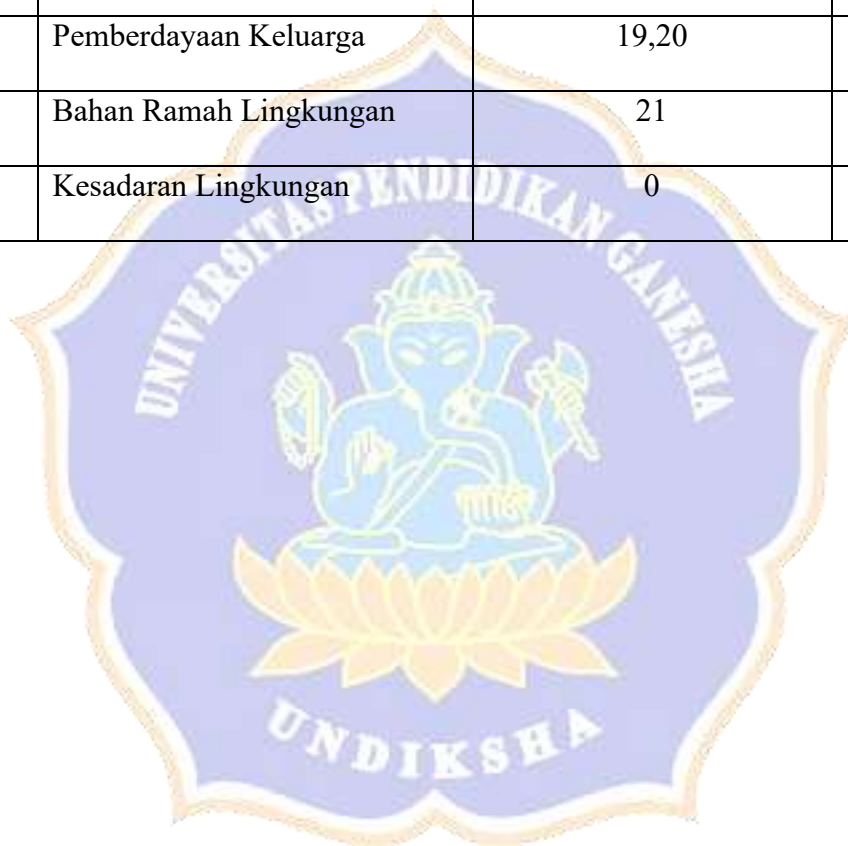 Pemberdayaan Keluarga 19,20
Bahan Ramah Lingkungan 21
Kesadaran Lingkungan 0
UNIVERSITAS PENDIDIKAN GANESHA
UNDIKSHA